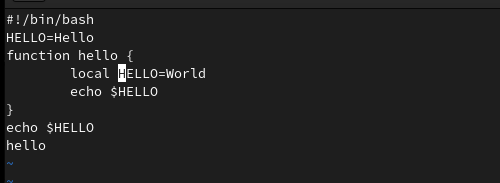 #!/bin/bash
HELLO=Hello
function hello {
        local HELLO=World
        echo $HELLO
}
echo $HELLO
hello
~
~